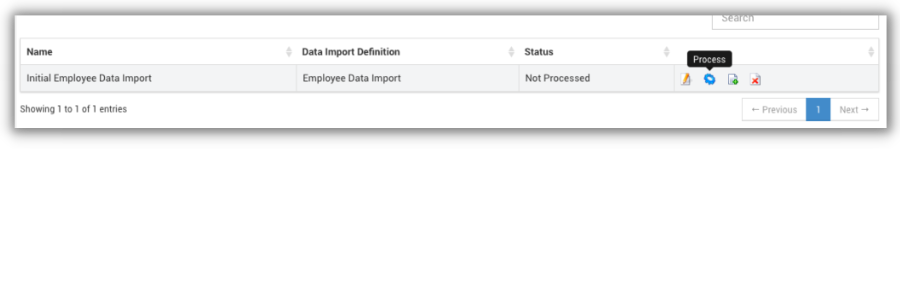 Search
Name Data Import Definition Status
Process
Initial Employee Data Import Employee Data Import Not Processed
Showing 1 to 1 of 1 entries ← Previous 1 Next →